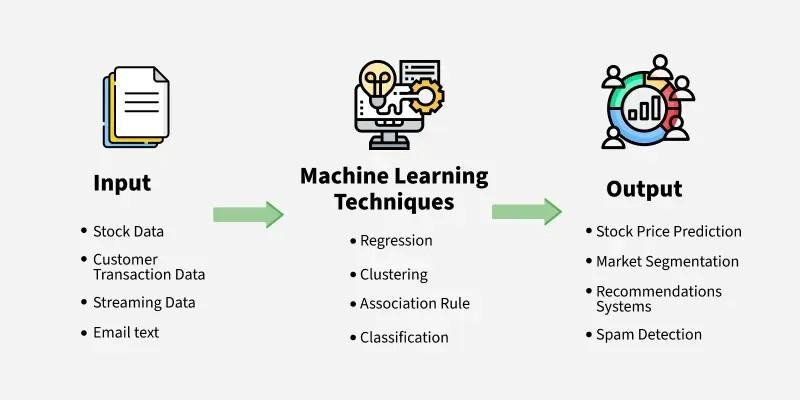 Input
• Stock Data
• Customer
Transaction Data
• Streaming Data
• Email text
Machine Learning
Techniques
• Regression
• Clustering
• Association Rule
• Classification
Output
• Stock Price Prediction
• Market Segmentation
• Recommendations
Systems
• Spam Detection